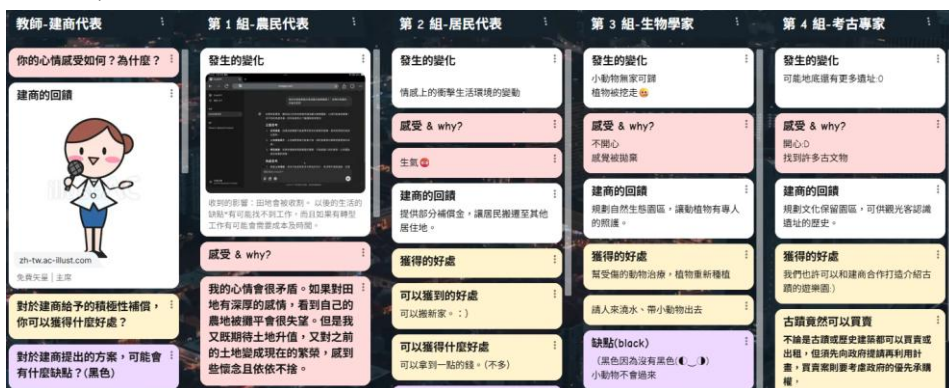 教師-建商代表
你的心情感受如何？為什麼？
建商的回饋
zh-tw.ac-illust.com
免費矢量 | 主席
對於建商給予的積極性補償，
你可以獲得什麼好處？
對於建商提出的方案，可能會
有什麼缺點？(黑色)
第 1 組-農民代表
發生的變化
收到的影響：田地會被收割。 以後的生活的
缺點*有可能找不到工作，而且如果有轉型
工作有可能會需要成本及時間。
感受 & why?
我的心情會很矛盾。如果對田
地有深厚的感情，看到自己的
農地被攤平會很失望。但是我
又既期待土地升值，又對之前
的土地變成現在的繁榮，感到
些懷念且依依不捨。
第 2 組-居民代表
發生的變化
情感上的衝擊生活環境的變動
感受 & why?
生氣😡
建商的回饋
提供部分補償金，讓居民搬遷至其他
居住地。
獲得的好處
可以獲到的好處
可以搬新家。：）
可以獲得什麼好處
可以拿到一點的錢。(不多)
第 3 組-生物學家
發生的變化
小動物無家可歸
植物被挖走
感受 & why?
不開心
感覺被拋棄
建商的回饋
規劃自然生態園區，讓動植物有專人
的照護。
獲得的好處
幫受傷的動物治療，植物重新種植
請人來澆水、帶小動物出去
缺點(black)
（黑色因為沒有黑色(◐‿◑)
小動物不會過來
第 4 組-考古專家
發生的變化
可能地底還有更多遺址:0
感受 & why?
開心:D
找到許多古文物
建商的回饋
規劃文化保留園區，可供觀光客認識
遺址的歷史。
獲得的好處
我們也許可以和建商合作打造介紹古
蹟的遊樂園:)
古蹟竟然可以買賣
不論是古蹟或歷史建築都可以買賣或
出租，但須先向政府提請再利用計
畫，買賣案則要考慮政府的優先承購
權。